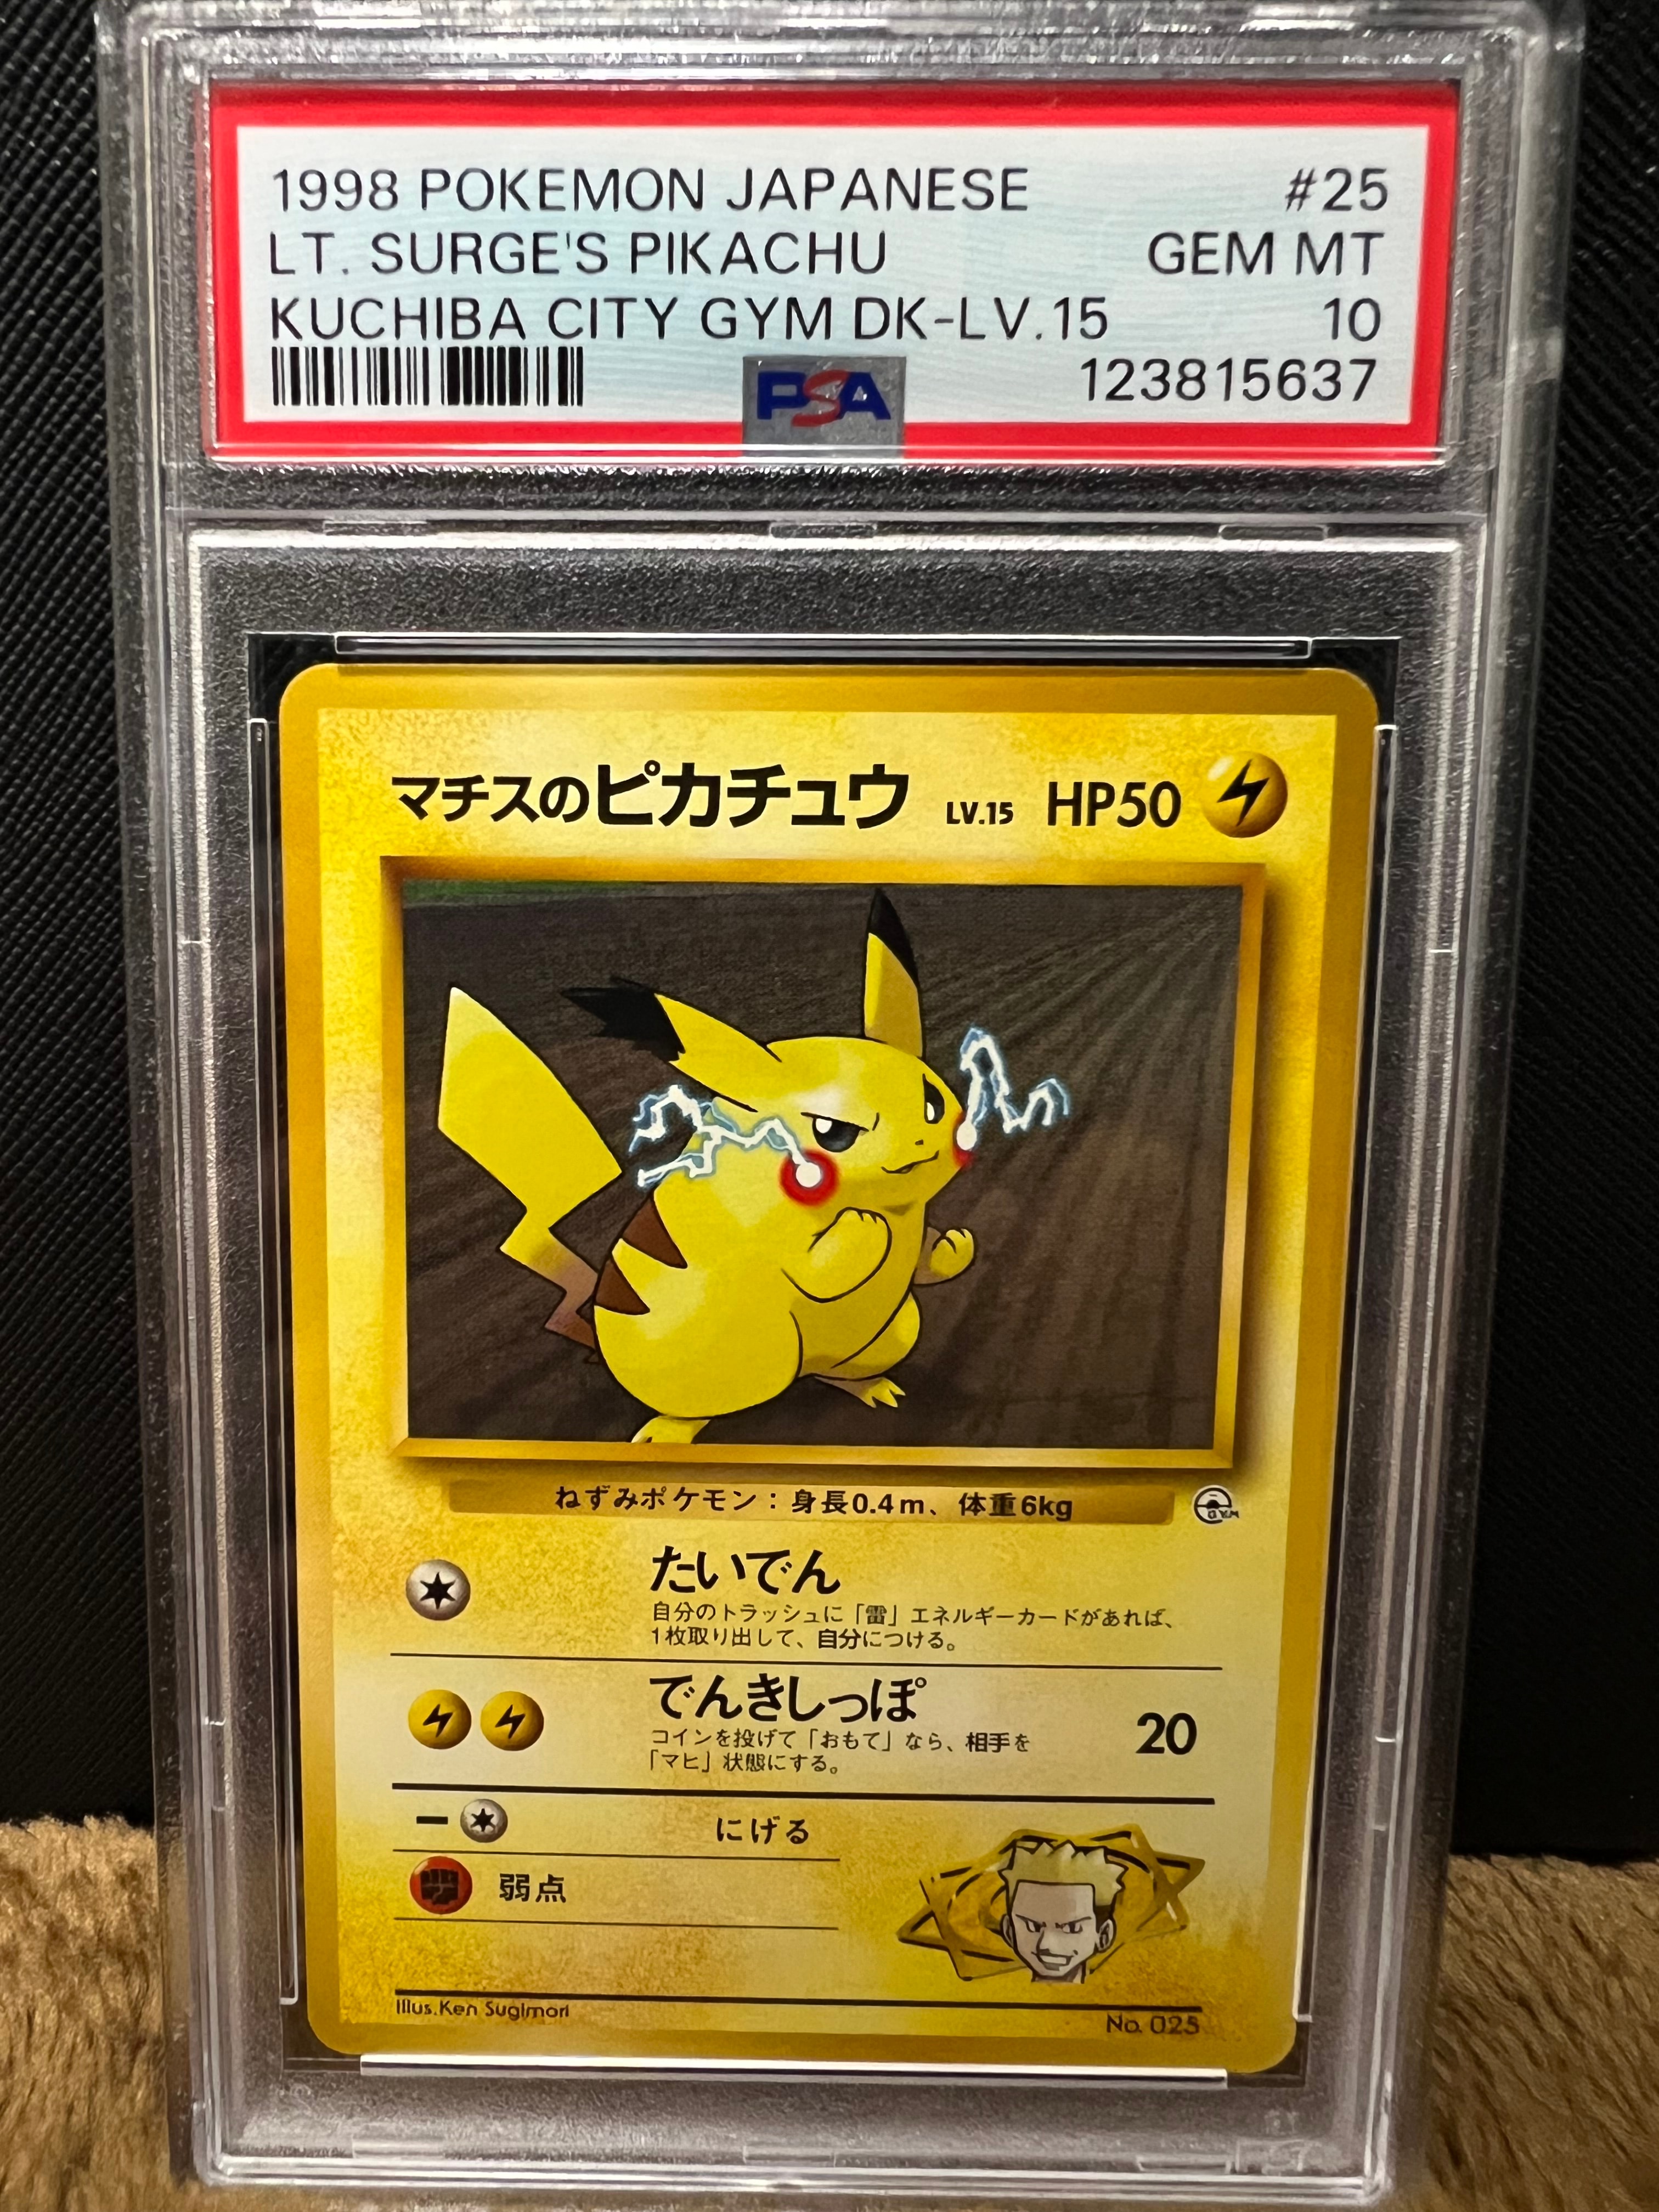 1998 POKEMON JAPANESE #25
LT. SURGE'S PIKACHU GEM MT
KUCHIBA CITY GYM DK-LV.15 10
PSA 123815637
マチスのピカチュウ LV.15 HP50
ねずみポケモン：身長0.4m、体重6kg
GYM
たいでん
自分のトラッシュに「雷」エネルギーカードがあれば、
1枚取り出して、自分につける。
でんきしっぽ 20
コインを投げて「おもて」なら、相手を
「マヒ」状態にする。
にげる
弱点
Illus.Ken Sugimori
No. 025